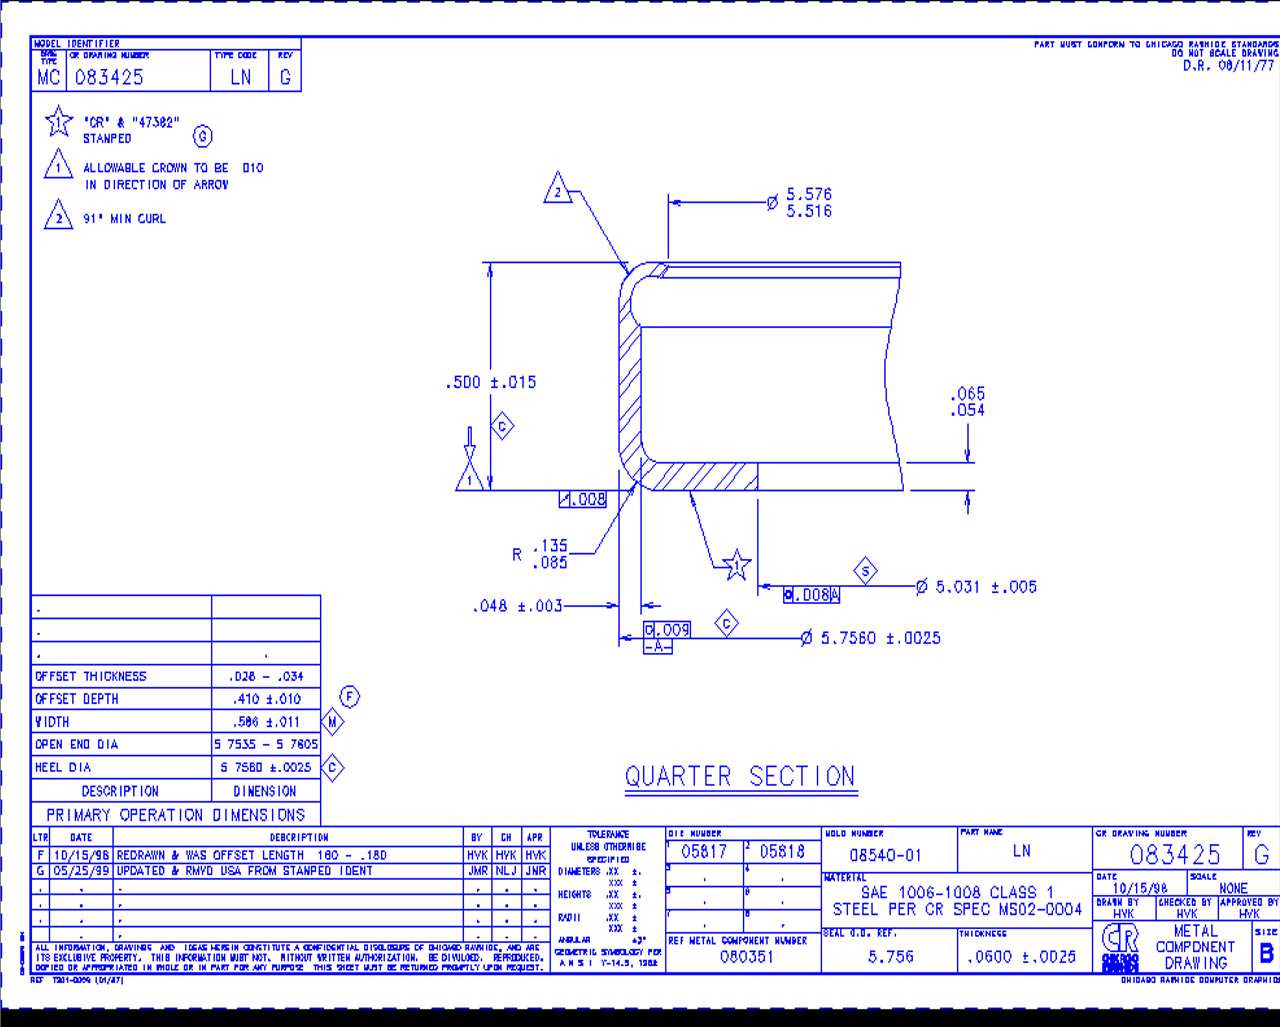 MODEL IDENTIFIER
DWG TYPE
CR DRAWING NUMBER
TYPE CODE
REV
MC
083425
LN
G
PART MUST CONFORM TO CHICAGO RAWHIDE STANDARDS
DO NOT SCALE DRAWING
D.R. 08/11/77
1 "CR" & "47382"
STAMPED G
1 ALLOWABLE CROWN TO BE 010
IN DIRECTION OF ARROW
2 91° MIN CURL
2
Ø 5.576
5.516
.500 ±.015
C
1
.065
.054
.008
R .135
.085
1
S
.008 A
Ø 5.031 ±.005
.048 ±.003
.009
-A-
C
Ø 5.7560 ±.0025
OFFSET THICKNESS .028 - .034
OFFSET DEPTH .410 ±.010 F
WIDTH .586 ±.011 M
OPEN END DIA 5 7535 - 5 7605
HEEL DIA 5 7560 ±.0025 C
DESCRIPTION DIMENSION
PRIMARY OPERATION DIMENSIONS
QUARTER SECTION
LTR DATE DESCRIPTION BY CH APR
F 10/15/98 REDRAWN & WAS OFFSET LENGTH 160 - .180 HVK HVK HVK
G 05/25/99 UPDATED & RMVD USA FROM STAMPED IDENT JMR NLJ JMR
ALL INFORMATION, DRAWINGS AND IDEAS HEREIN CONSTITUTE A CONFIDENTIAL DISCLOSURE OF CHICAGO RAWHIDE, AND ARE
ITS EXCLUSIVE PROPERTY. THIS INFORMATION MUST NOT, WITHOUT WRITTEN AUTHORIZATION, BE DIVULGED, REPRODUCED,
COPIED OR APPROPRIATED IN WHOLE OR IN PART FOR ANY PURPOSE THIS SHEET MUST BE RETURNED PROMPTLY UPON REQUEST.
TOLERANCE
UNLESS OTHERWISE
SPECIFIED
DIAMETERS .XX ±.
XXX ±
HEIGHTS .XX ±.
XXX ±
RADII .XX ±
XXX ±
ANGULAR ±3°
GEOMETRIC SYMBOLOGY PER
A N S I Y-14.5, 1982
DIE NUMBER
1 05817
2 05818
3
4
5
6
7
8
REF METAL COMPONENT NUMBER
080351
MOLD NUMBER
08540-01
PART NAME
LN
MATERIAL
SAE 1006-1008 CLASS 1
STEEL PER CR SPEC MS02-0004
SEAL O.D. REF.
5.756
THICKNESS
.0600 ±.0025
CR DRAWING NUMBER
083425
REV
G
DATE
10/15/98
SCALE
NONE
DRAWN BY
HVK
CHECKED BY
HVK
APPROVED BY
HVK
CR
CHICAGO RAWHIDE
METAL
COMPONENT
DRAWING
SIZE
B
CHICAGO RAWHIDE COMPUTER GRAPHICS